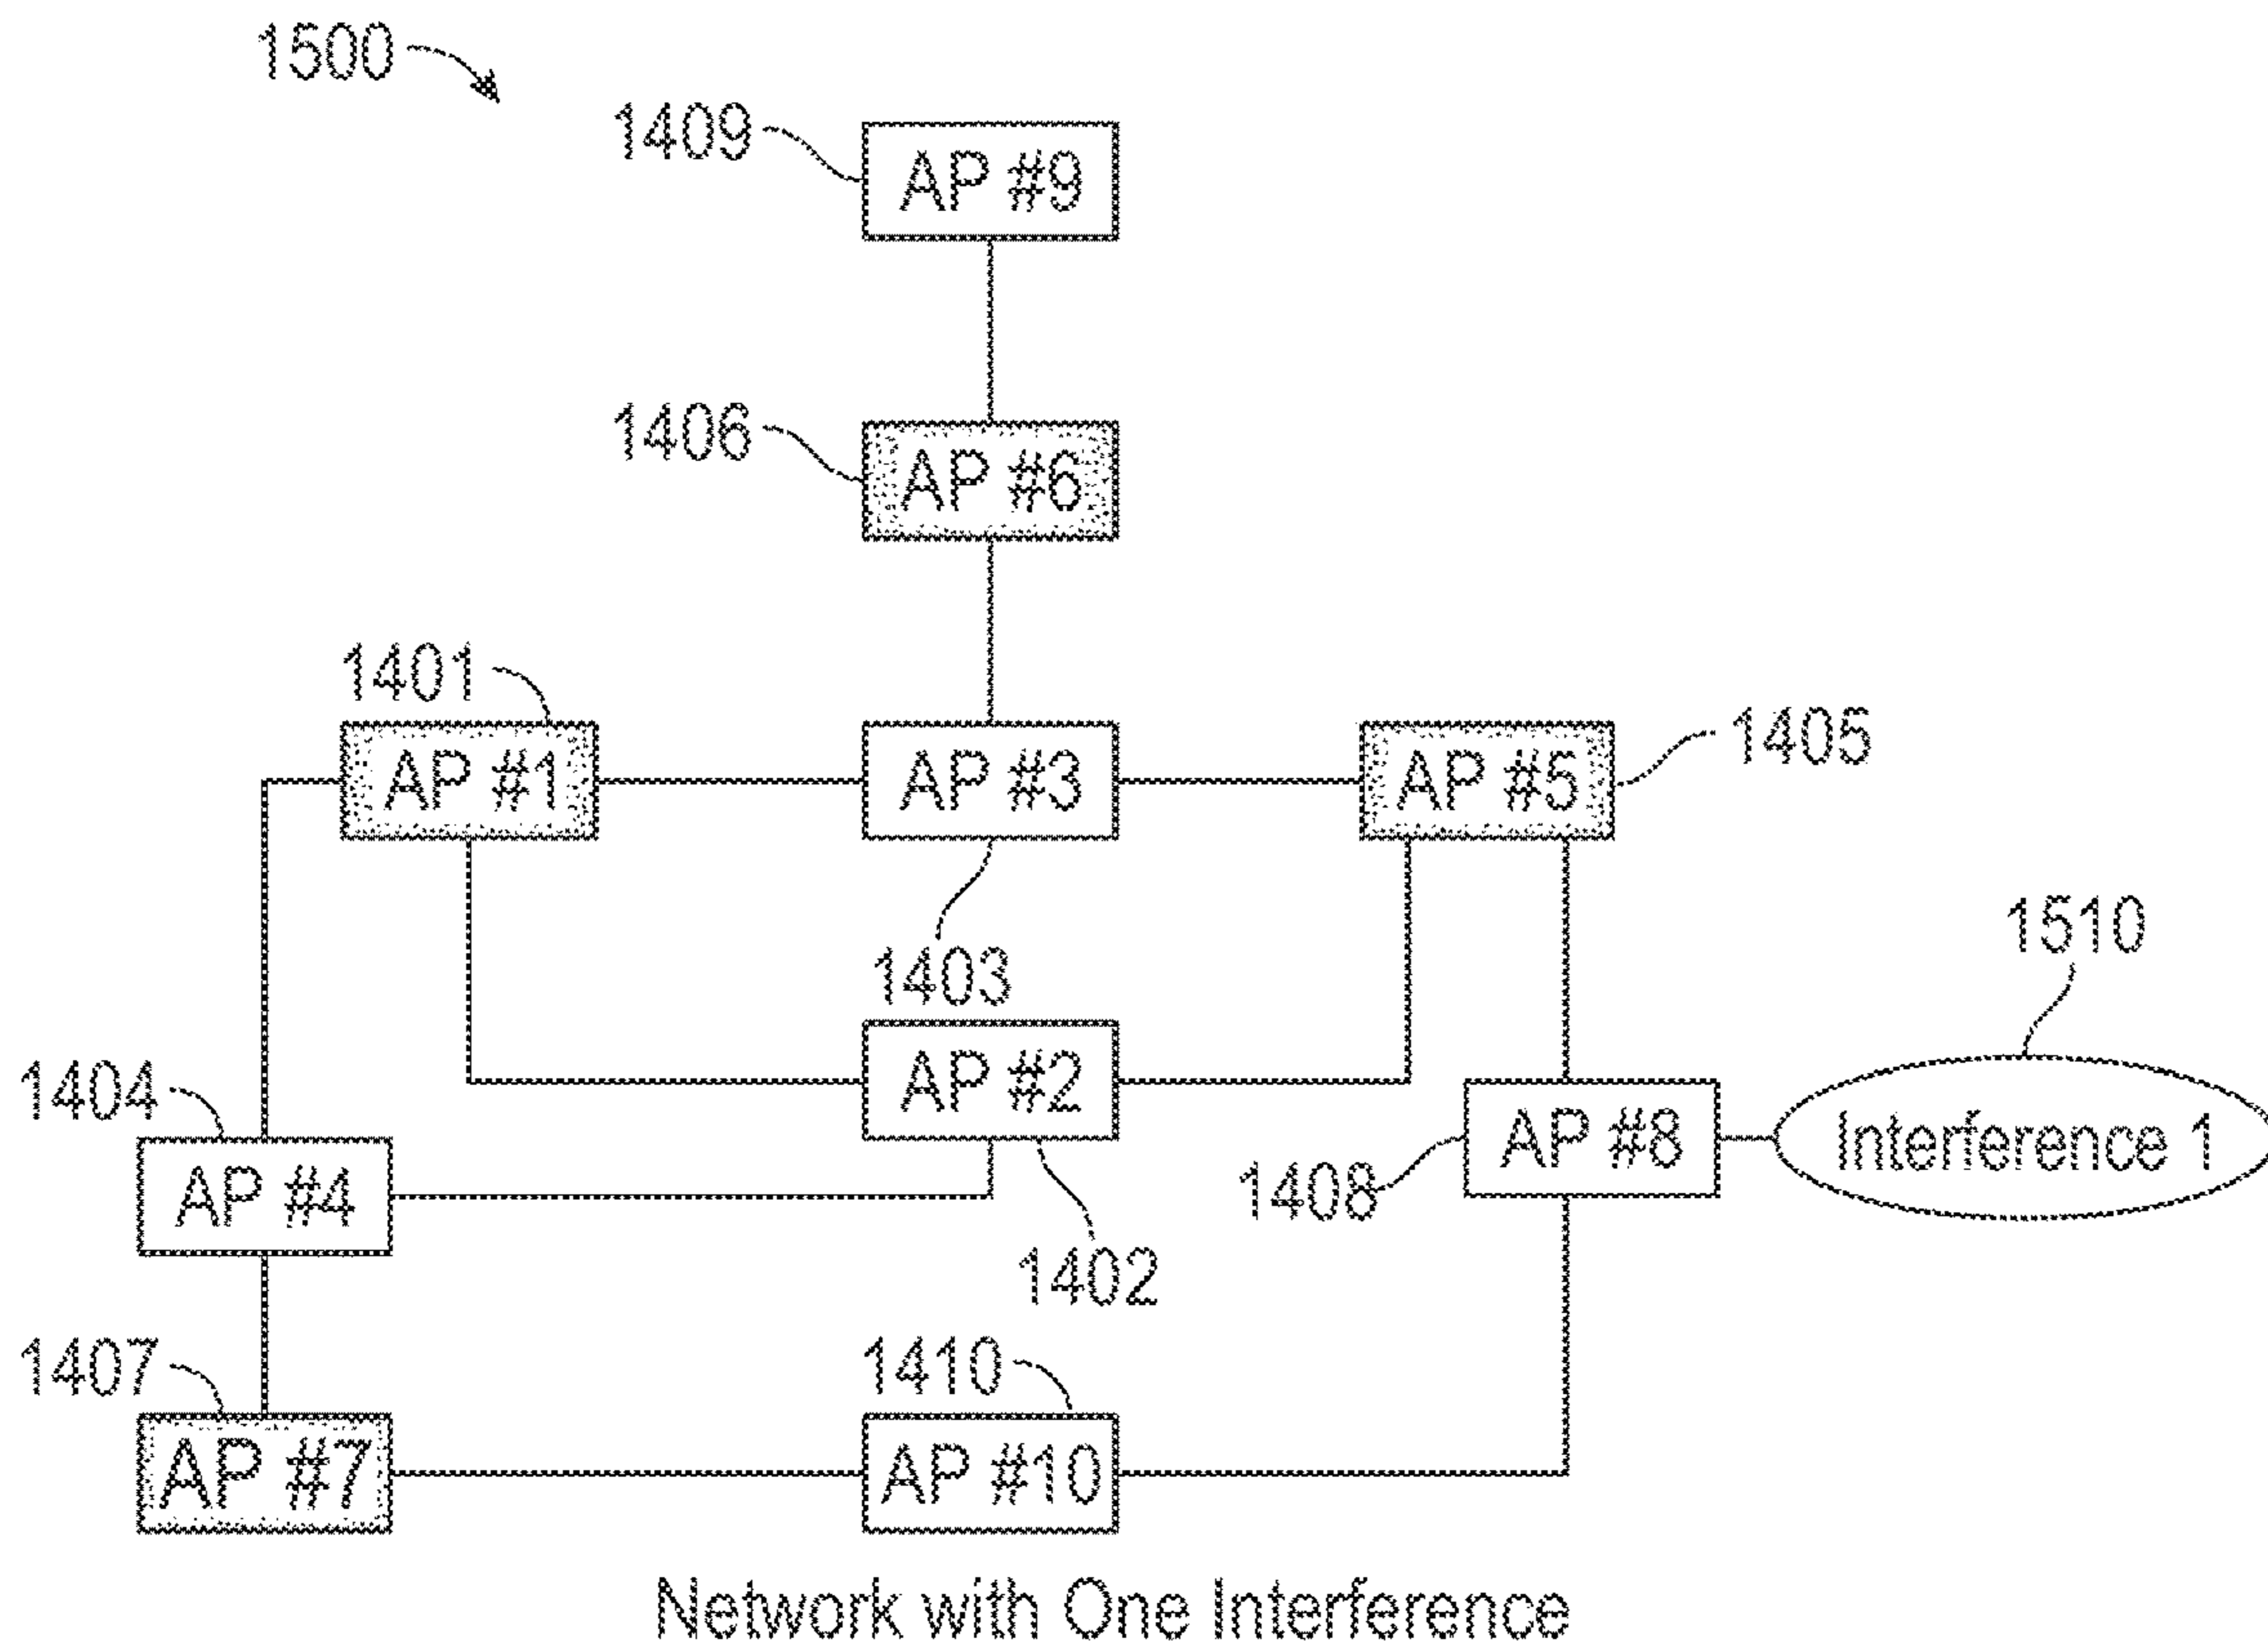 1500
1409
AP #9
1406
AP #6
1401
AP #1
AP #3
AP #5
1405
1403
1510
AP #2
1404
AP #8
Interference 1
1408
AP #4
1402
1407
1410
AP #7
AP #10
Network with One Interference